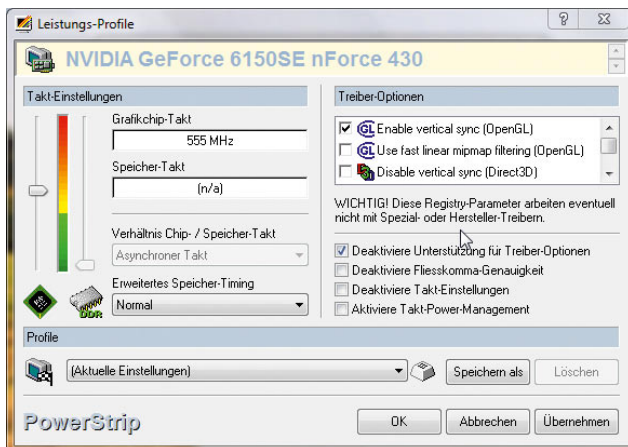 Leistungs-Profile
NVIDIA GeForce 6150SE nForce 430
Takt-Einstellungen
Grafikchip-Takt
555 MHz
Speicher-Takt
(n/a)
Verhältnis Chip- / Speicher-Takt
Asynchroner Takt
Erweitertes Speicher-Timing
Normal
DDR
Treiber-Optionen
GL Enable vertical sync (OpenGL)
GL Use fast linear mipmap filtering (OpenGL)
Disable vertical sync (Direct3D)
WICHTIG! Diese Registry-Parameter arbeiten eventuell
nicht mit Spezial- oder Hersteller-Treibern.
Deaktiviere Unterstützung für Treiber-Optionen
Deaktiviere Fliesskomma-Genauigkeit
Deaktiviere Takt-Einstellungen
Aktiviere Takt-Power-Management
Profile
(Aktuelle Einstellungen)
Speichern als
Löschen
PowerStrip
OK
Abbrechen
Übernehmen